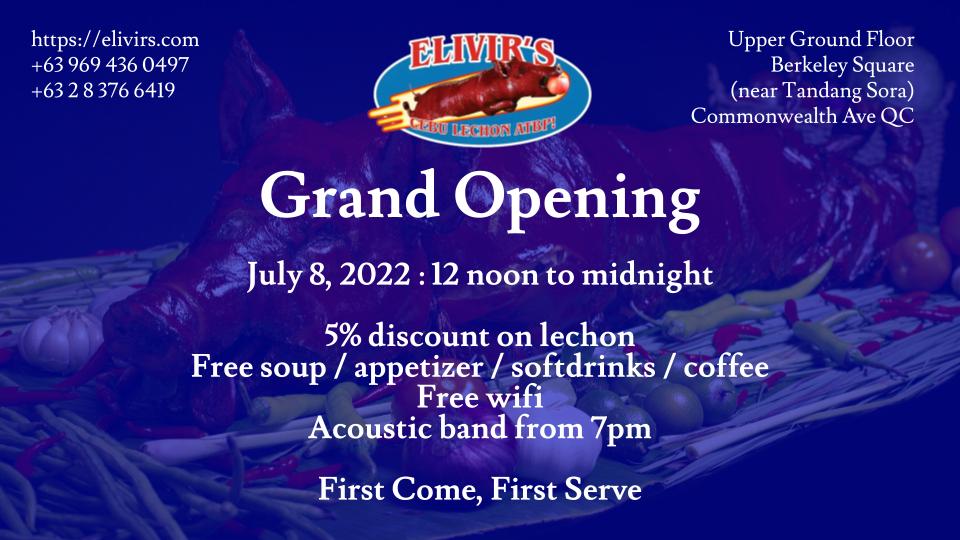 https://elivirs.com
+63 969 436 0497
+63 2 8 376 6419
ELIVIR'S
CEBU LECHON ATBP!
Upper Ground Floor
Berkeley Square
(near Tandang Sora)
Commonwealth Ave QC
Grand Opening
July 8, 2022 : 12 noon to midnight
5% discount on lechon
Free soup / appetizer / softdrinks / coffee
Free wifi
Acoustic band from 7pm
First Come, First Serve